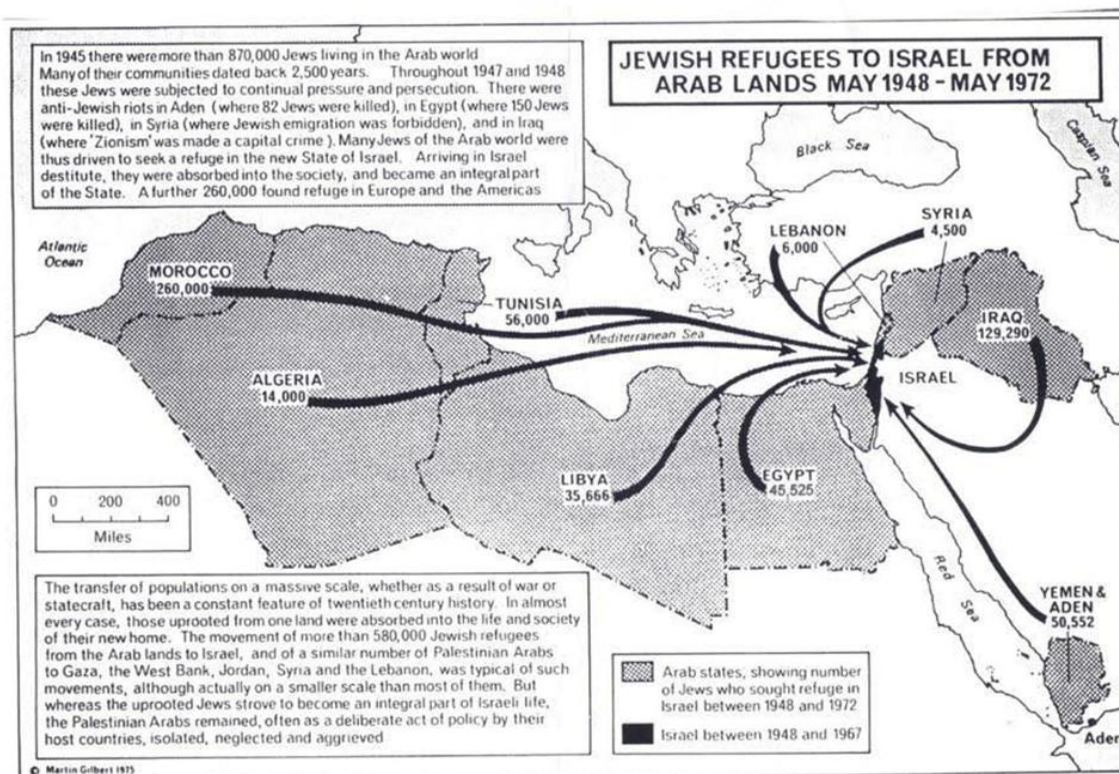 In 1945 there were more than 870,000 Jews living in the Arab world
Many of their communities dated back 2,500 years. Throughout 1947 and 1948
these Jews were subjected to continual pressure and persecution. There were
anti-Jewish riots in Aden (where 82 Jews were killed), in Egypt (where 150 Jews
were killed), in Syria (where Jewish emigration was forbidden), and in Iraq
(where 'Zionism' was made a capital crime). Many Jews of the Arab world were
thus driven to seek a refuge in the new State of Israel. Arriving in Israel
destitute, they were absorbed into the society, and became an integral part
of the State. A further 260,000 found refuge in Europe and the Americas
JEWISH REFUGEES TO ISRAEL FROM
ARAB LANDS MAY 1948 - MAY 1972
Black Sea
Caspian Sea
Atlantic
Ocean
MOROCCO
260,000
TUNISIA
56,000
LEBANON
6,000
SYRIA
4,500
IRAQ
129,290
Mediterranean Sea
ALGERIA
14,000
ISRAEL
LIBYA
35,666
EGYPT
45,525
0 200 400
Miles
Red Sea
YEMEN &
ADEN
50,552
Aden
The transfer of populations on a massive scale, whether as a result of war or
statecraft, has been a constant feature of twentieth century history. In almost
every case, those uprooted from one land were absorbed into the life and society
of their new home. The movement of more than 580,000 Jewish refugees
from the Arab lands to Israel, and of a similar number of Palestinian Arabs
to Gaza, the West Bank, Jordan, Syria and the Lebanon, was typical of such
movements, although actually on a smaller scale than most of them. But
whereas the uprooted Jews strove to become an integral part of Israeli life,
the Palestinian Arabs remained, often as a deliberate act of policy by their
host countries, isolated, neglected and aggrieved
Arab states, showing number
of Jews who sought refuge in
Israel between 1948 and 1972
Israel between 1948 and 1967
© Martin Gilbert 1975